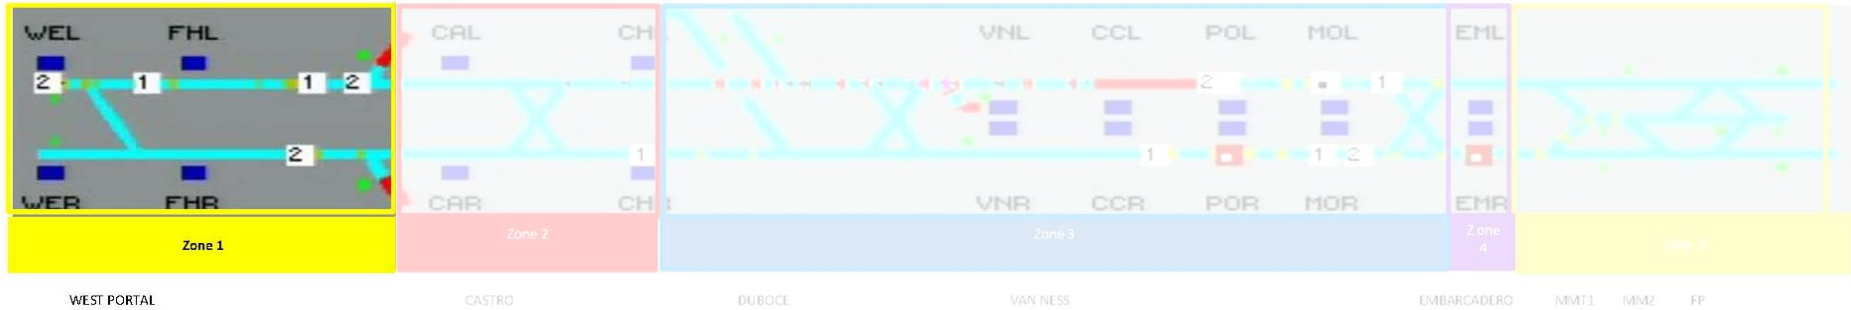 WEL FHL CAL CH VNL CCL POL MOL EML
2 1 1 2 2 1
2 1 1 1 2
WER FHR CAR CH VNR CCR POR MOR EMR
Zone 1 Zone 2 Zone 3 Zone 4
WEST PORTAL CASTRO DUBOCE VAN NESS EMBARCADERO MMT1 MM2 FP